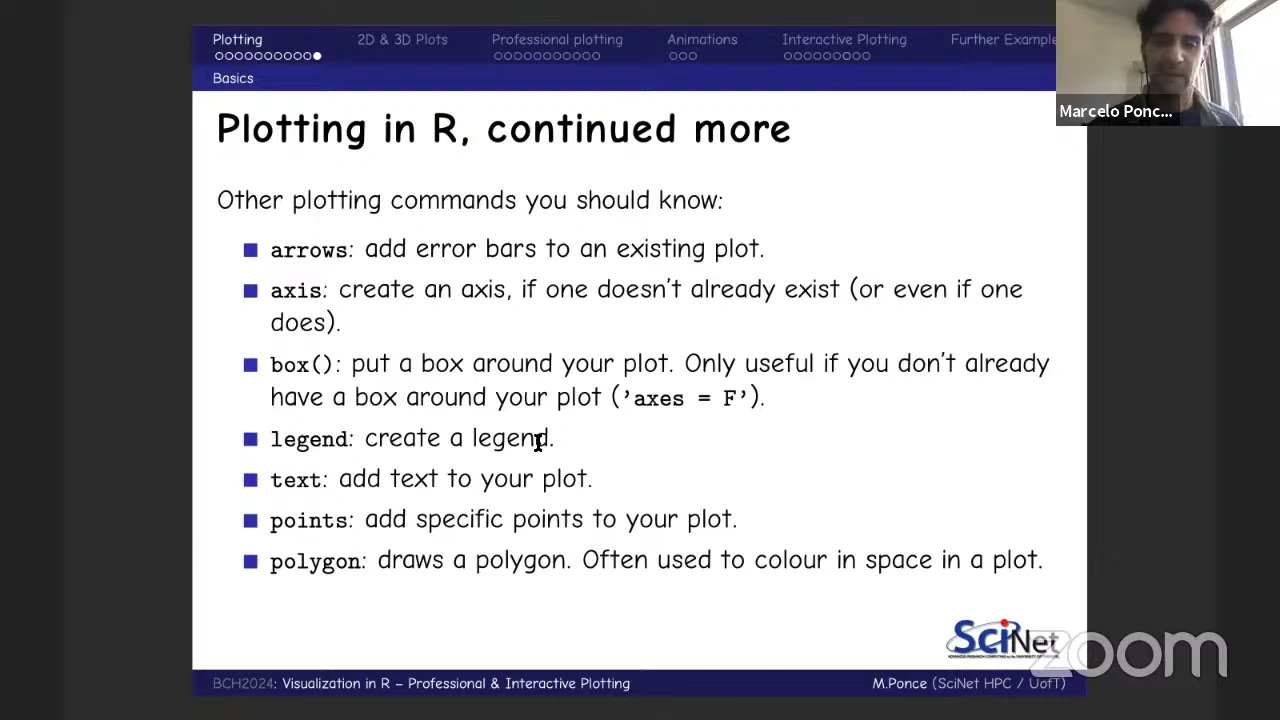 Plotting 2D & 3D Plots Professional plotting Animations Interactive Plotting Further Example
Basics
Marcelo Ponc...
Plotting in R, continued more
Other plotting commands you should know:
arrows: add error bars to an existing plot.
axis: create an axis, if one doesn't already exist (or even if one
does).
box(): put a box around your plot. Only useful if you don't already
have a box around your plot ('axes = F').
legend: create a legend.
text: add text to your plot.
points: add specific points to your plot.
polygon: draws a polygon. Often used to colour in space in a plot.
SciNet
zoom
BCH2024: Visualization in R – Professional & Interactive Plotting M.Ponce (SciNet HPC / UofT)